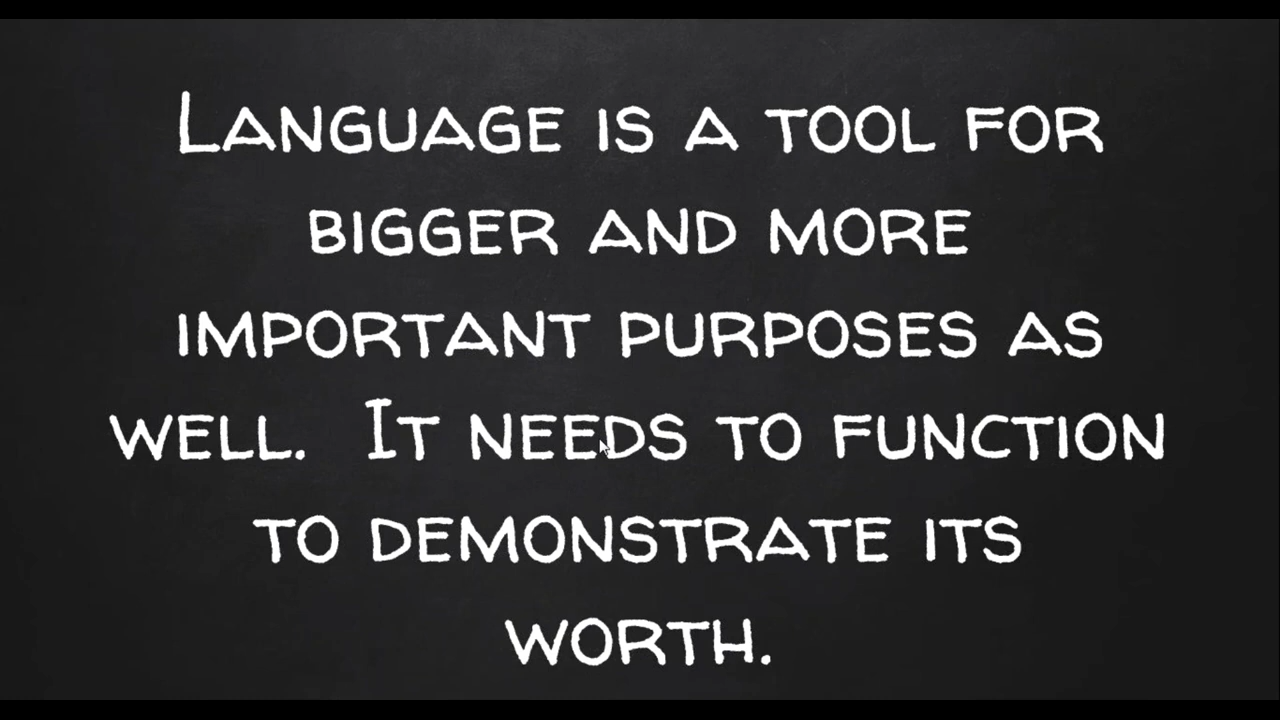 Language is a tool for
bigger and more
important purposes as
well.  It needs to function
to demonstrate its
worth.